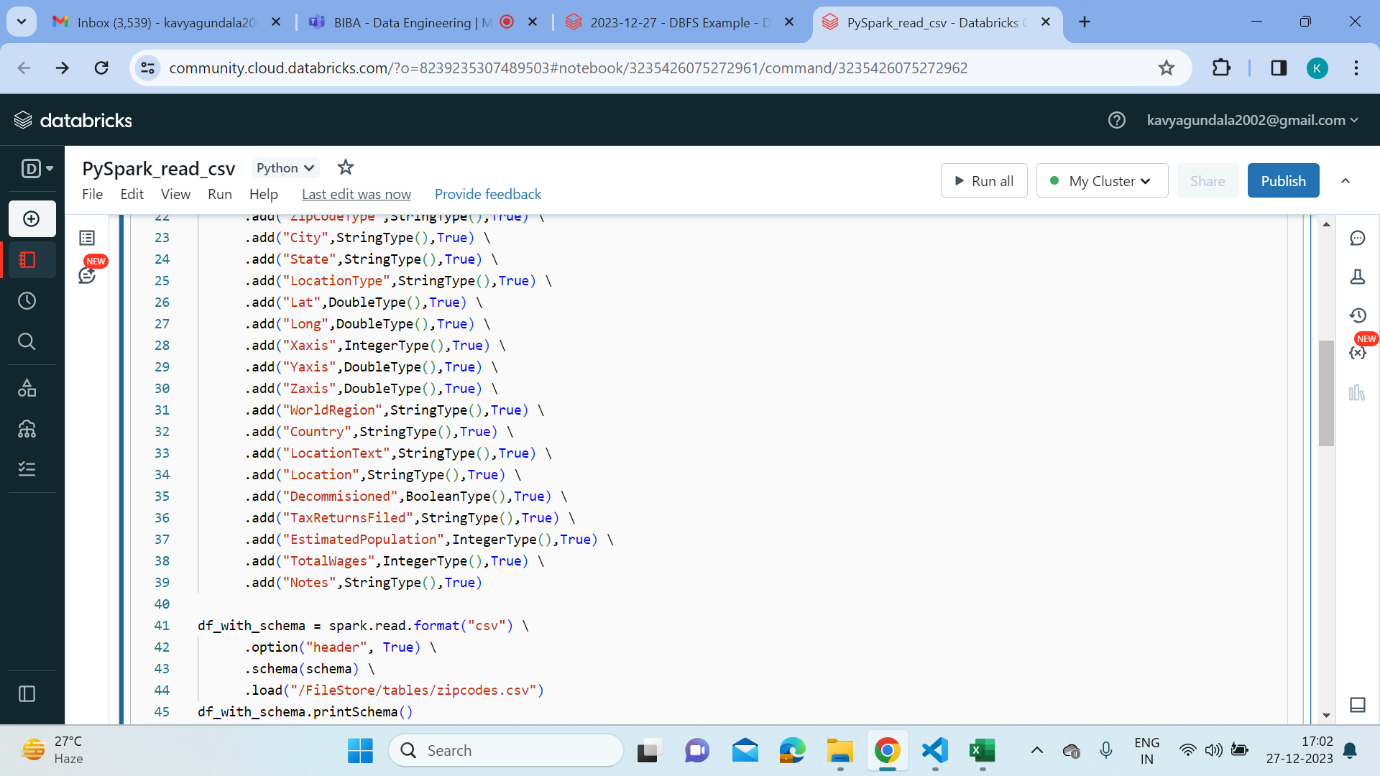 Inbox (3,539) - kavyagundala20
BIBA - Data Engineering | M
2023-12-27 - DBFS Example - D
PySpark_read_csv - Databricks C
community.cloud.databricks.com/?o=8239235307489503#notebook/3235426075272961/command/3235426075272962
K
databricks
kavyagundala2002@gmail.com
D
PySpark_read_csv
Python
File Edit View Run Help Last edit was now Provide feedback
Run all
My Cluster
Share
Publish
NEW
NEW
22 .add("ZipCodeType",StringType(),True) \
23 .add("City",StringType(),True) \
24 .add("State",StringType(),True) \
25 .add("LocationType",StringType(),True) \
26 .add("Lat",DoubleType(),True) \
27 .add("Long",DoubleType(),True) \
28 .add("Xaxis",IntegerType(),True) \
29 .add("Yaxis",DoubleType(),True) \
30 .add("Zaxis",DoubleType(),True) \
31 .add("WorldRegion",StringType(),True) \
32 .add("Country",StringType(),True) \
33 .add("LocationText",StringType(),True) \
34 .add("Location",StringType(),True) \
35 .add("Decommisioned",BooleanType(),True) \
36 .add("TaxReturnsFiled",StringType(),True) \
37 .add("EstimatedPopulation",IntegerType(),True) \
38 .add("TotalWages",IntegerType(),True) \
39 .add("Notes",StringType(),True)
40
41 df_with_schema = spark.read.format("csv") \
42 .option("header", True) \
43 .schema(schema) \
44 .load("/FileStore/tables/zipcodes.csv")
45 df_with_schema.printSchema()
27°C
Haze
Search
ENG
IN
17:02
27-12-2023